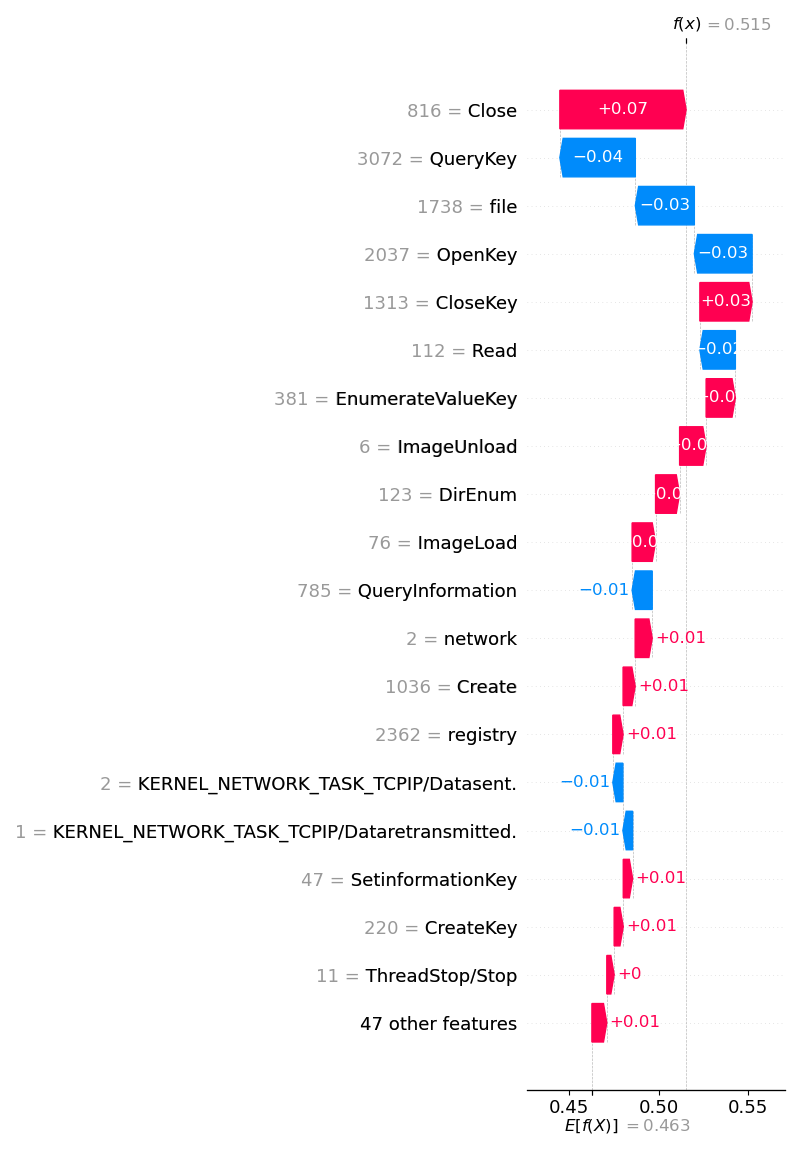 f(x) = 0.515
816 = Close
+0.07
3072 = QueryKey
−0.04
1738 = file
−0.03
2037 = OpenKey
−0.03
1313 = CloseKey
+0.03
112 = Read
−0.02
381 = EnumerateValueKey
6 = ImageUnload
123 = DirEnum
76 = ImageLoad
785 = QueryInformation
−0.01
2 = network
+0.01
1036 = Create
+0.01
2362 = registry
+0.01
2 = KERNEL_NETWORK_TASK_TCPIP/Datasent.
−0.01
1 = KERNEL_NETWORK_TASK_TCPIP/Dataretransmitted.
−0.01
47 = SetinformationKey
+0.01
220 = CreateKey
+0.01
11 = ThreadStop/Stop
+0
47 other features
+0.01
0.45 0.50 0.55
E[f(X)] = 0.463